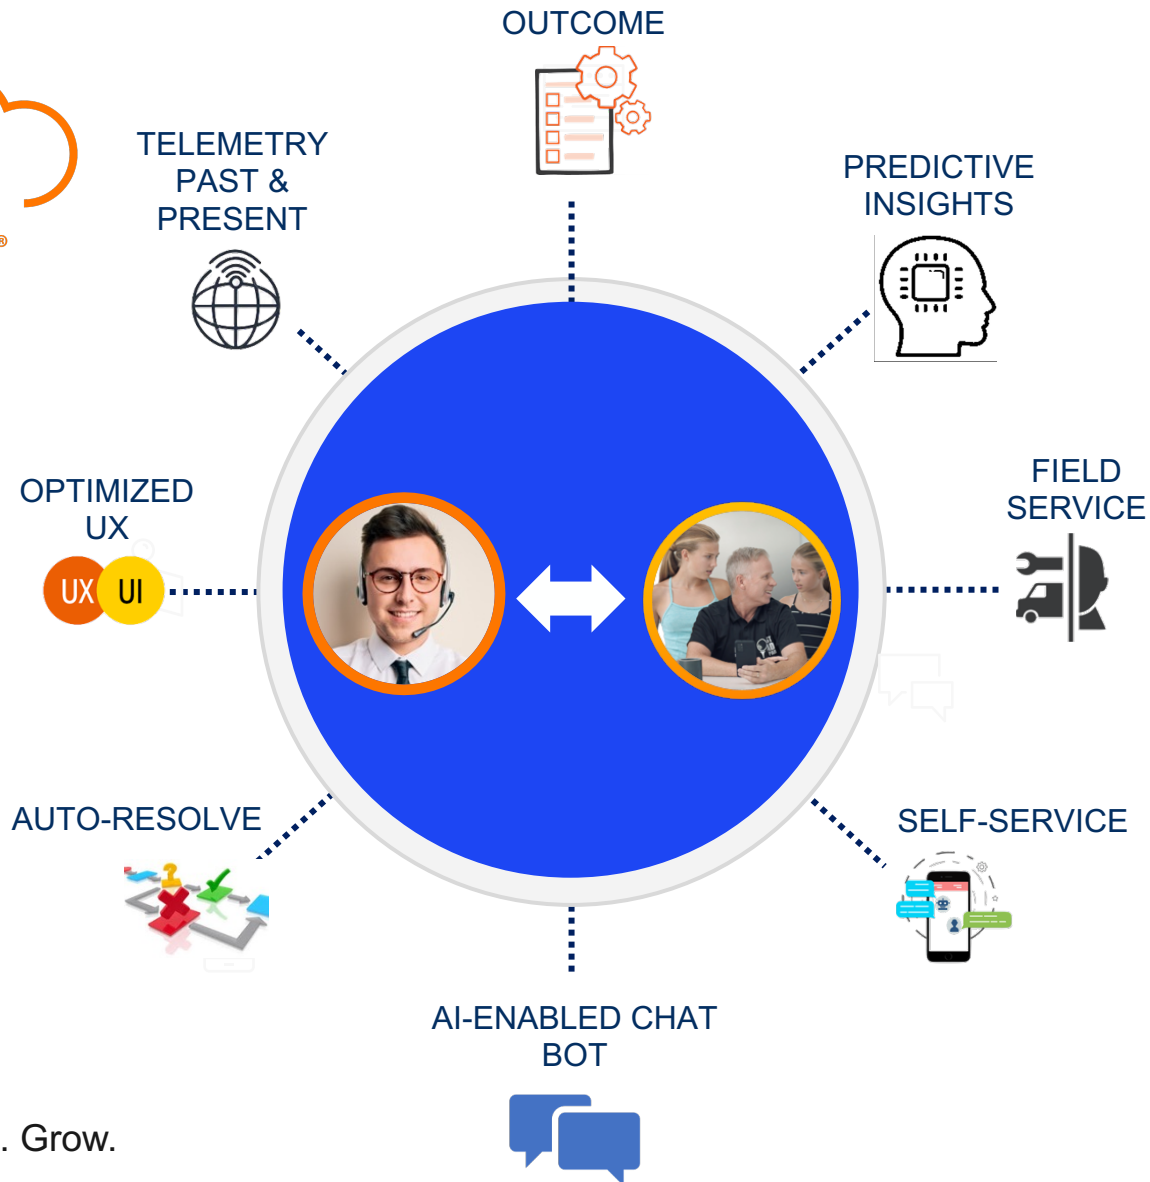 OUTCOME
TELEMETRY
PAST &
PRESENT
PREDICTIVE
INSIGHTS
®
OPTIMIZED
UX
UX UI
FIELD
SERVICE
AUTO-RESOLVE
SELF-SERVICE
AI-ENABLED CHAT
BOT
. Grow.